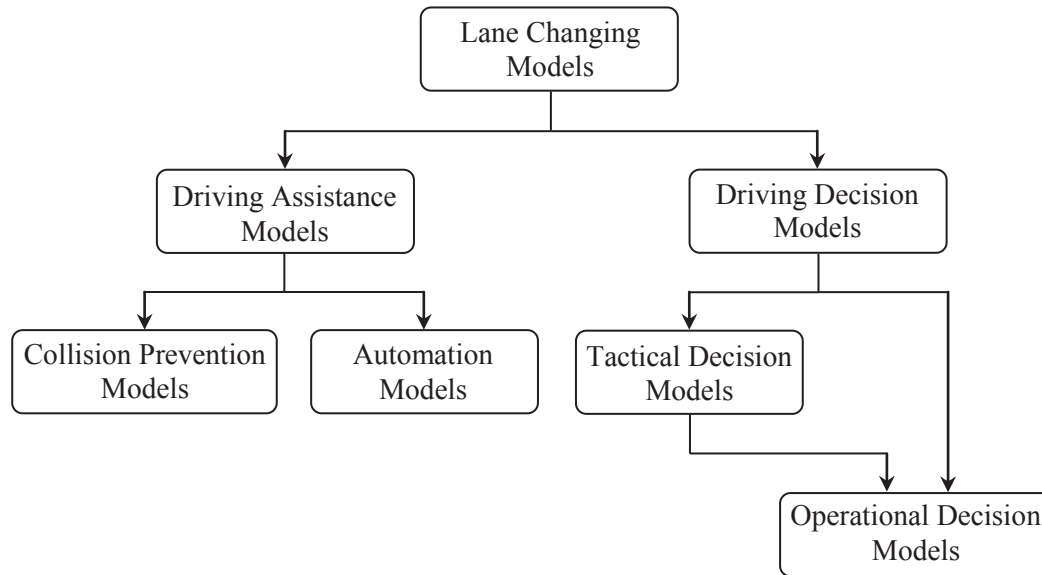 Lane Changing
Models
Driving Assistance
Models
Driving Decision
Models
Collision Prevention
Models
Automation
Models
Tactical Decision
Models
Operational Decision
Models